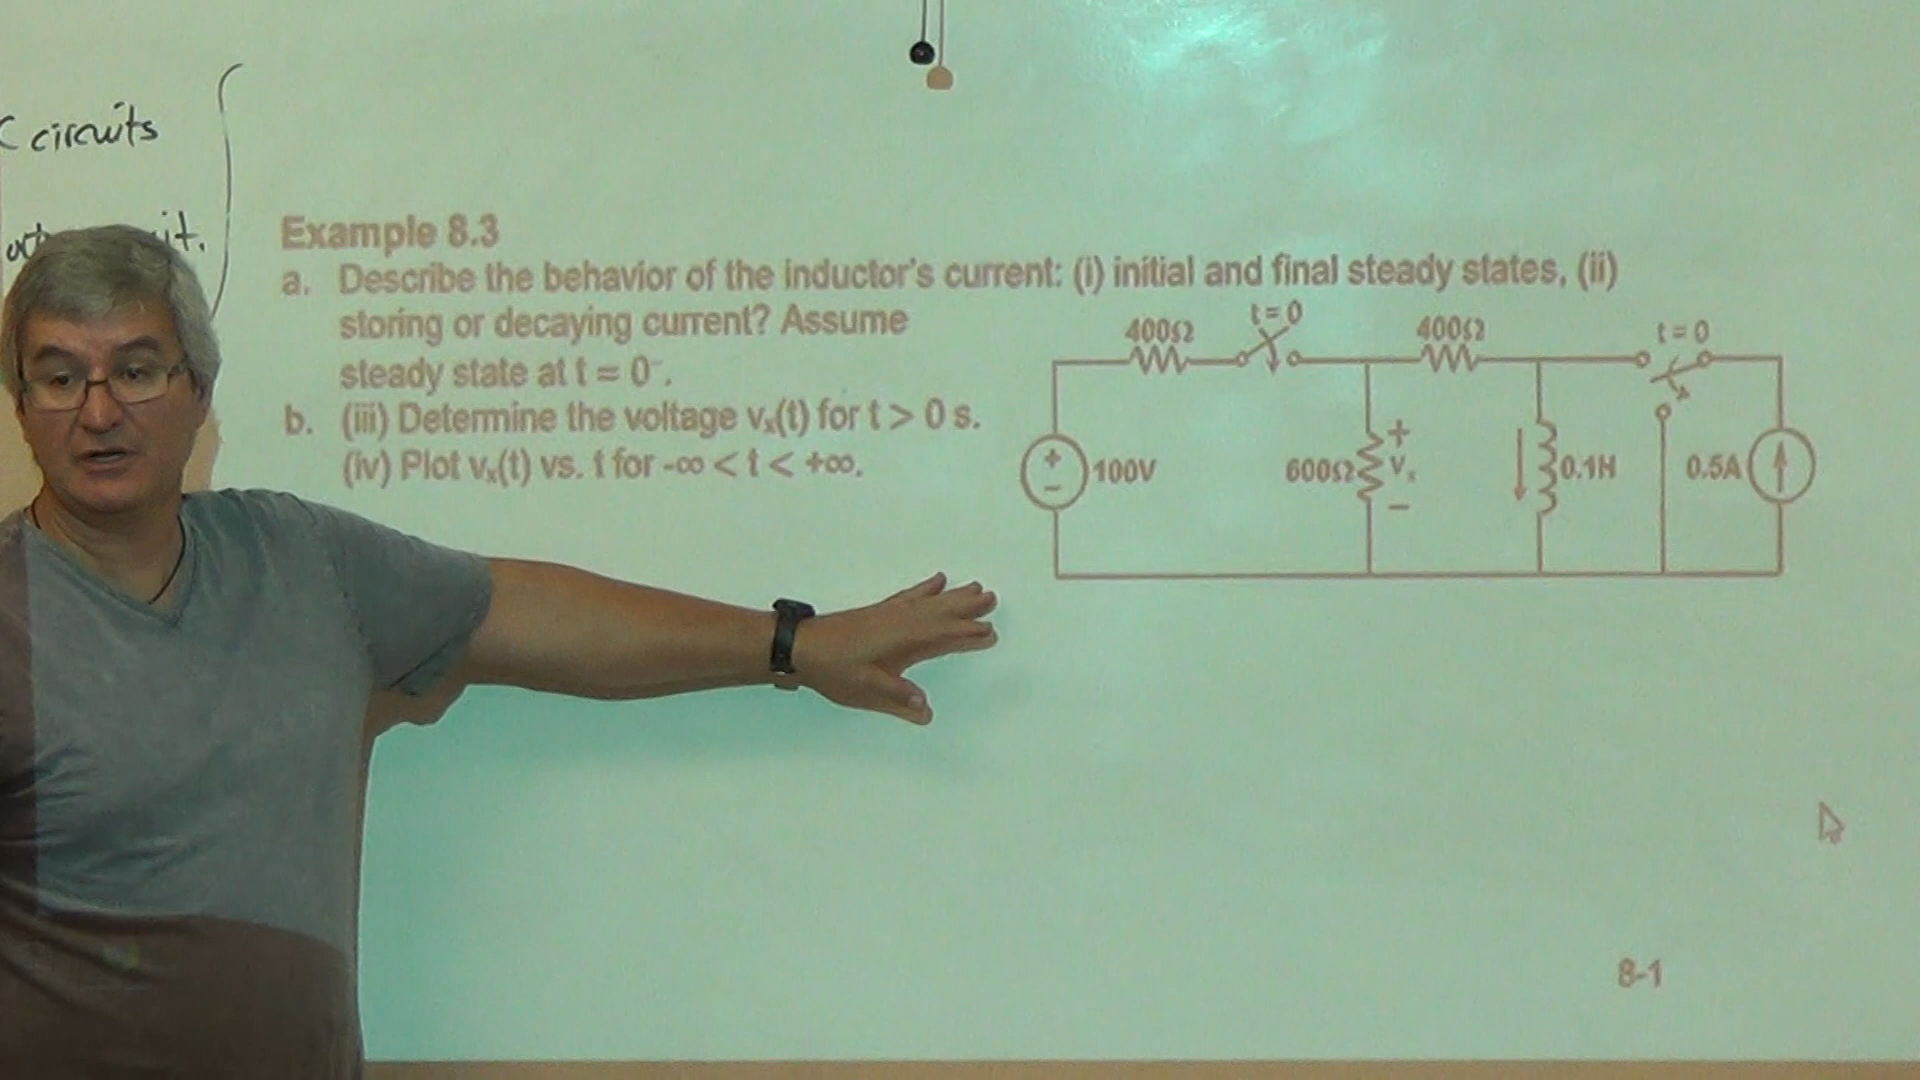 circuits
Example 8.3
a. Describe the behavior of the inductor's current: (i) initial and final steady states, (ii)
storing or decaying current? Assume
steady state at t = 0⁻.
b. (iii) Determine the voltage vₓ(t) for t > 0 s.
(iv) Plot vₓ(t) vs. t for -∞ < t < +∞.
400Ω t=0 400Ω t=0
+
100V 600Ω vₓ 0.1H 0.5A
−
8-1